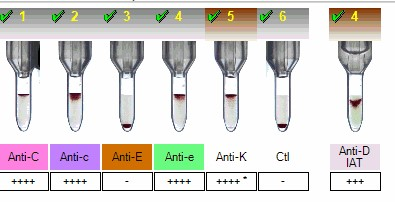 1 2 3 4 5 6 4
Anti-C Anti-c Anti-E Anti-e Anti-K Ctl Anti-D
IAT
++++ ++++ - ++++ ++++ * - +++